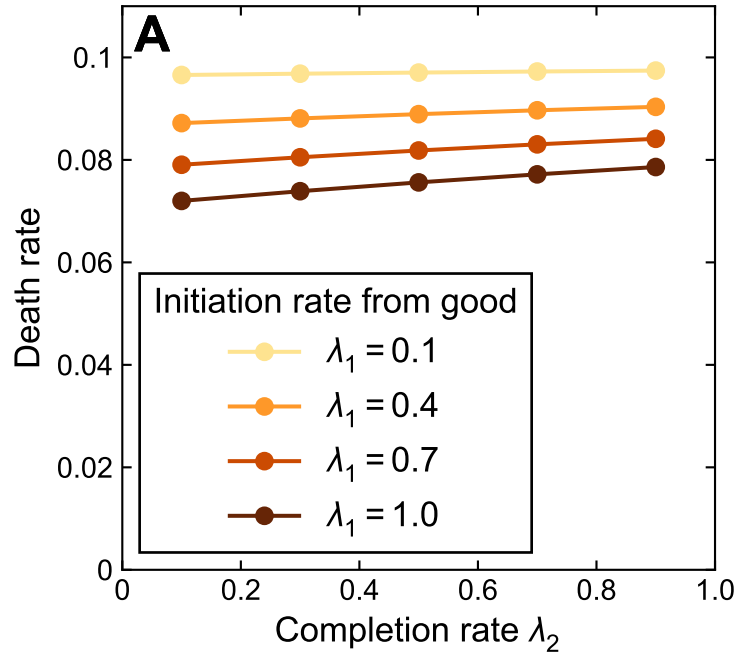 A
0.1
0.08
0.06
0.04
0.02
0
Death rate
Initiation rate from good
λ₁ = 0.1
λ₁ = 0.4
λ₁ = 0.7
λ₁ = 1.0
0 0.2 0.4 0.6 0.8 1.0
Completion rate λ₂